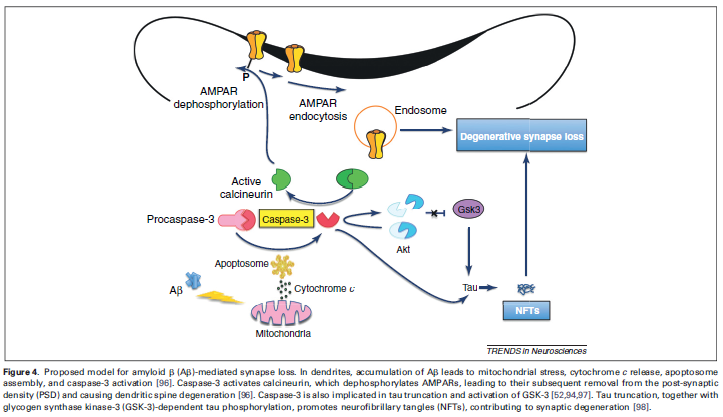 P
AMPAR
dephosphorylation
AMPAR
endocytosis
Endosome
Degenerative synapse loss
Active
calcineurin
Procaspase-3
Caspase-3
Akt
Gsk3
Apoptosome
Cytochrome c
Aβ
Mitochondria
Tau
NFTs
TRENDS in Neurosciences
Figure 4. Proposed model for amyloid β (Aβ)-mediated synapse loss. In dendrites, accumulation of Aβ leads to mitochondrial stress, cytochrome c release, apoptosome
assembly, and caspase-3 activation [96]. Caspase-3 activates calcineurin, which dephosphorylates AMPARs, leading to their subsequent removal from the post-synaptic
density (PSD) and causing dendritic spine degeneration [96]. Caspase-3 is also implicated in tau truncation and activation of GSK-3 [52,94,97]. Tau truncation, together with
glycogen synthase kinase-3 (GSK-3)-dependent tau phosphorylation, promotes neurofibrillary tangles (NFTs), contributing to synaptic degeneration [98].